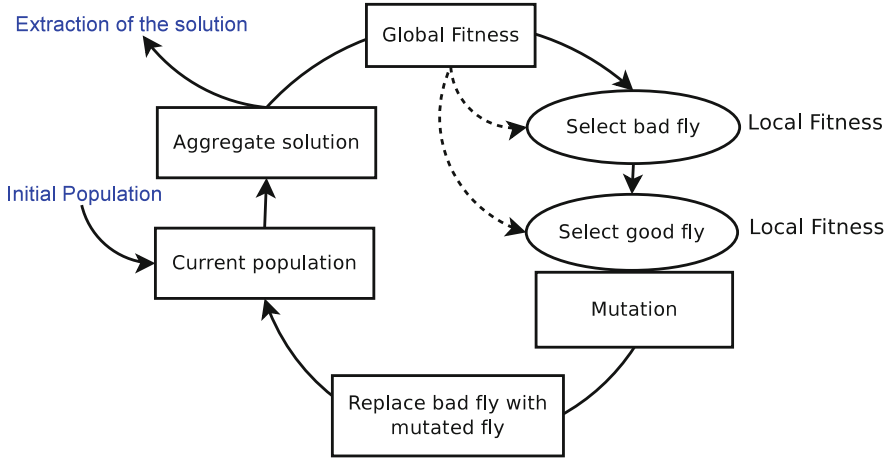 Extraction of the solution
Global Fitness
Select bad fly
Local Fitness
Aggregate solution
Initial Population
Select good fly
Local Fitness
Current population
Mutation
Replace bad fly with
mutated fly